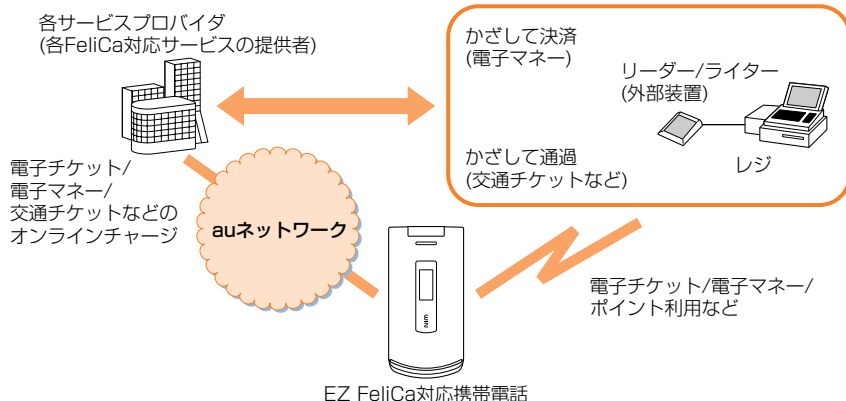 各サービスプロバイダ
(各FeliCa対応サービスの提供者)
かざして決済
(電子マネー)
リーダー/ライター
(外部装置)
レジ
かざして通過
(交通チケットなど)
電子チケット/
電子マネー/
交通チケットなどの
オンラインチャージ
auネットワーク
WIN
電子チケット/電子マネー/
ポイント利用など
EZ FeliCa対応携帯電話